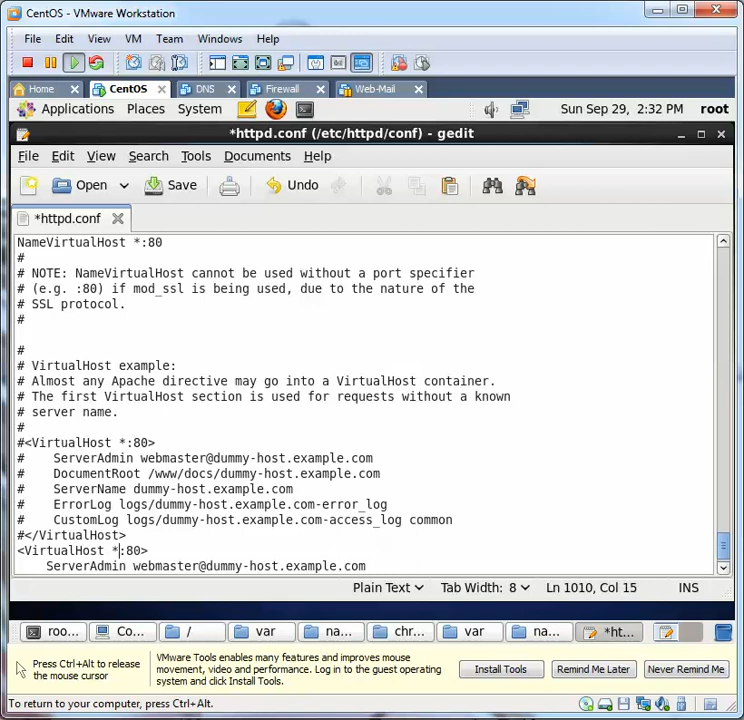 CentOS - VMware Workstation
File Edit View VM Team Windows Help
Home CentOS DNS Firewall Web-Mail
Applications Places System Sun Sep 29, 2:32 PM root
*httpd.conf (/etc/httpd/conf) - gedit
File Edit View Search Tools Documents Help
Open Save Undo
*httpd.conf
NameVirtualHost *:80
#
# NOTE: NameVirtualHost cannot be used without a port specifier
# (e.g. :80) if mod_ssl is being used, due to the nature of the
# SSL protocol.
#
#
# VirtualHost example:
# Almost any Apache directive may go into a VirtualHost container.
# The first VirtualHost section is used for requests without a known
# server name.
#
#<VirtualHost *:80>
#    ServerAdmin webmaster@dummy-host.example.com
#    DocumentRoot /www/docs/dummy-host.example.com
#    ServerName dummy-host.example.com
#    ErrorLog logs/dummy-host.example.com-error_log
#    CustomLog logs/dummy-host.example.com-access_log common
#</VirtualHost>
<VirtualHost *:80>
    ServerAdmin webmaster@dummy-host.example.com
Plain Text Tab Width: 8 Ln 1010, Col 15 INS
roo... Co... / var na... chr... var na... *ht...
Press Ctrl+Alt to release
the mouse cursor
VMware Tools enables many features and improves mouse
movement, video and performance. Log in to the guest operating
system and click Install Tools.
Install Tools Remind Me Later Never Remind Me
To return to your computer, press Ctrl+Alt.